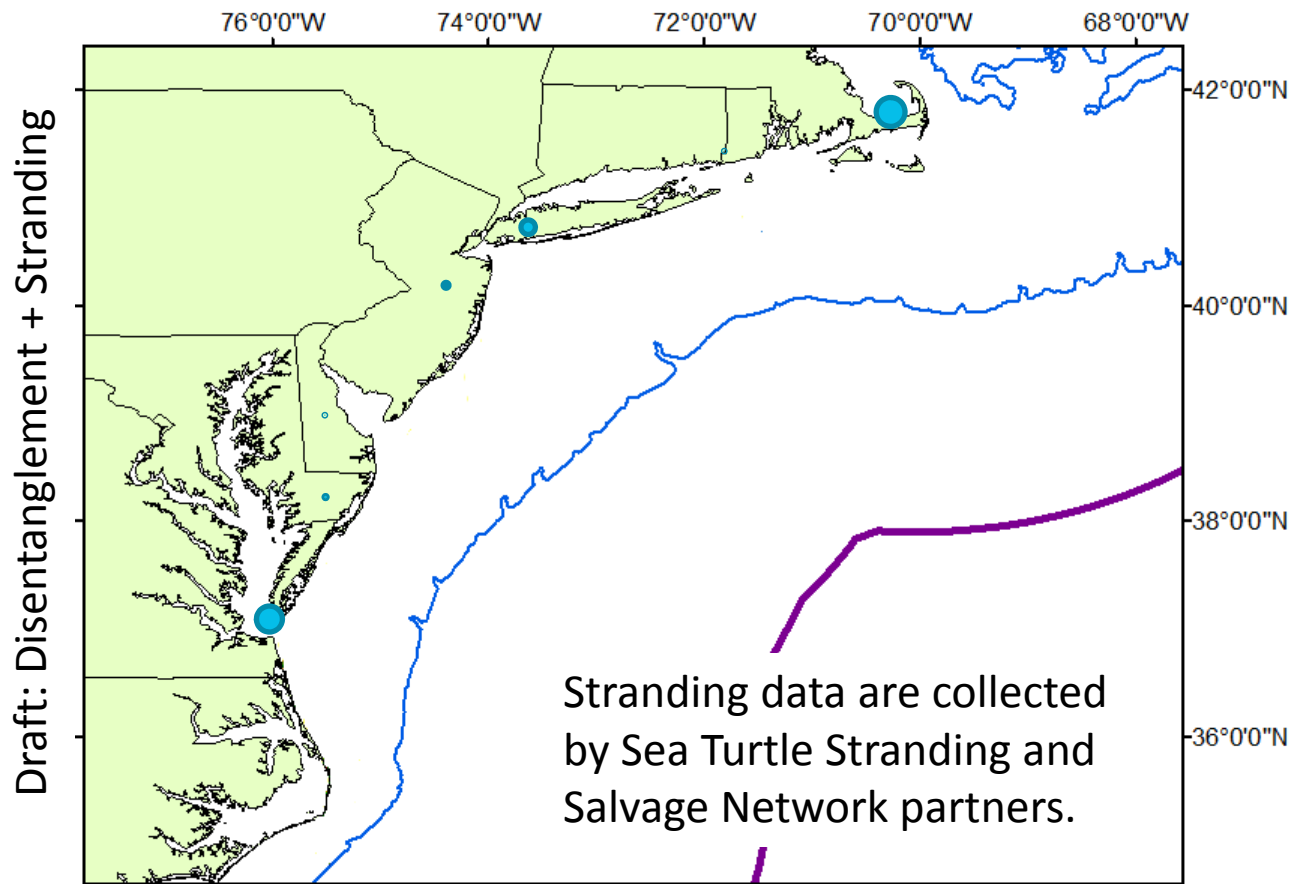 76°0'0"W 74°0'0"W 72°0'0"W 70°0'0"W 68°0'0"W
42°0'0"N
40°0'0"N
38°0'0"N
36°0'0"N
Draft: Disentanglement + Stranding
Stranding data are collected
by Sea Turtle Stranding and
Salvage Network partners.